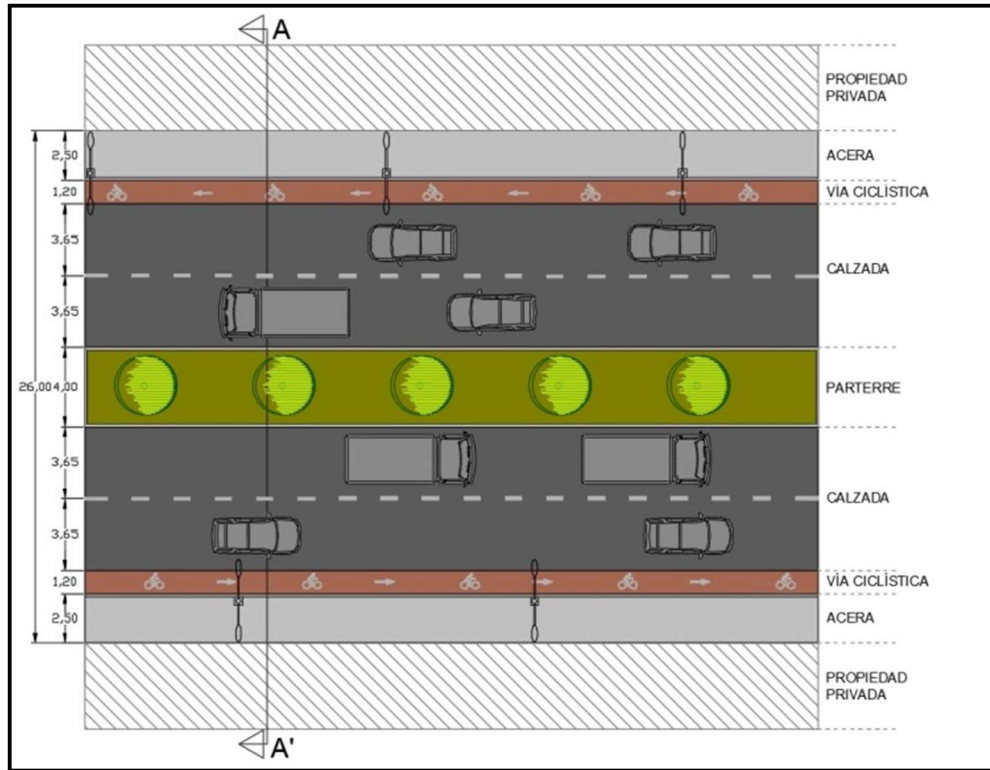 A
PROPIEDAD
PRIVADA
2,50
ACERA
1,20
VÍA CICLÍSTICA
3,65
CALZADA
3,65
26,00
4,00
PARTERRE
3,65
CALZADA
3,65
1,20
VÍA CICLÍSTICA
2,50
ACERA
PROPIEDAD
PRIVADA
A'